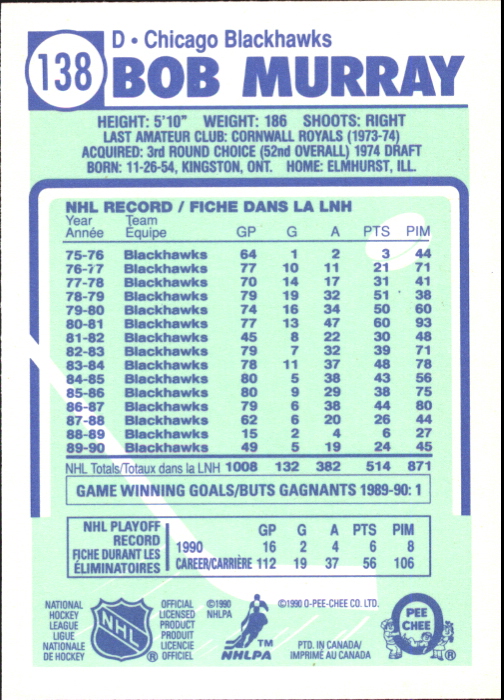 138
D • Chicago Blackhawks
BOB MURRAY
HEIGHT: 5'10" WEIGHT: 186 SHOOTS: RIGHT
LAST AMATEUR CLUB: CORNWALL ROYALS (1973-74)
ACQUIRED: 3rd ROUND CHOICE (52nd OVERALL) 1974 DRAFT
BORN: 11-26-54, KINGSTON, ONT. HOME: ELMHURST, ILL.
NHL RECORD / FICHE DANS LA LNH
Year Team
Année Équipe GP G A PTS PIM
75-76 Blackhawks 64 1 2 3 44
76-77 Blackhawks 77 10 11 21 71
77-78 Blackhawks 70 14 17 31 41
78-79 Blackhawks 79 19 32 51 38
79-80 Blackhawks 74 16 34 50 60
80-81 Blackhawks 77 13 47 60 93
81-82 Blackhawks 45 8 22 30 48
82-83 Blackhawks 79 7 32 39 71
83-84 Blackhawks 78 11 37 48 78
84-85 Blackhawks 80 5 38 43 56
85-86 Blackhawks 80 9 29 38 75
86-87 Blackhawks 79 6 38 44 80
87-88 Blackhawks 62 6 20 26 44
88-89 Blackhawks 15 2 4 6 27
89-90 Blackhawks 49 5 19 24 45
NHL Totals/Totaux dans la LNH 1008 132 382 514 871
GAME WINNING GOALS/BUTS GAGNANTS 1989-90: 1
NHL PLAYOFF
RECORD
FICHE DURANT LES
ÉLIMINATOIRES
GP G A PTS PIM
1990 16 2 4 6 8
CAREER/CARRIÈRE 112 19 37 56 106
NATIONAL
HOCKEY
LEAGUE
LIGUE
NATIONALE
DE HOCKEY
NHL
®
OFFICIAL
LICENSED
PRODUCT
PRODUIT
LICENCIE
OFFICIEL
©1990
NHLPA
TM
NHLPA
©1990 O-PEE-CHEE CO. LTD.
PTD. IN CANADA/
IMPRIMÉ AU CANADA
O
PEE
CHEE
®